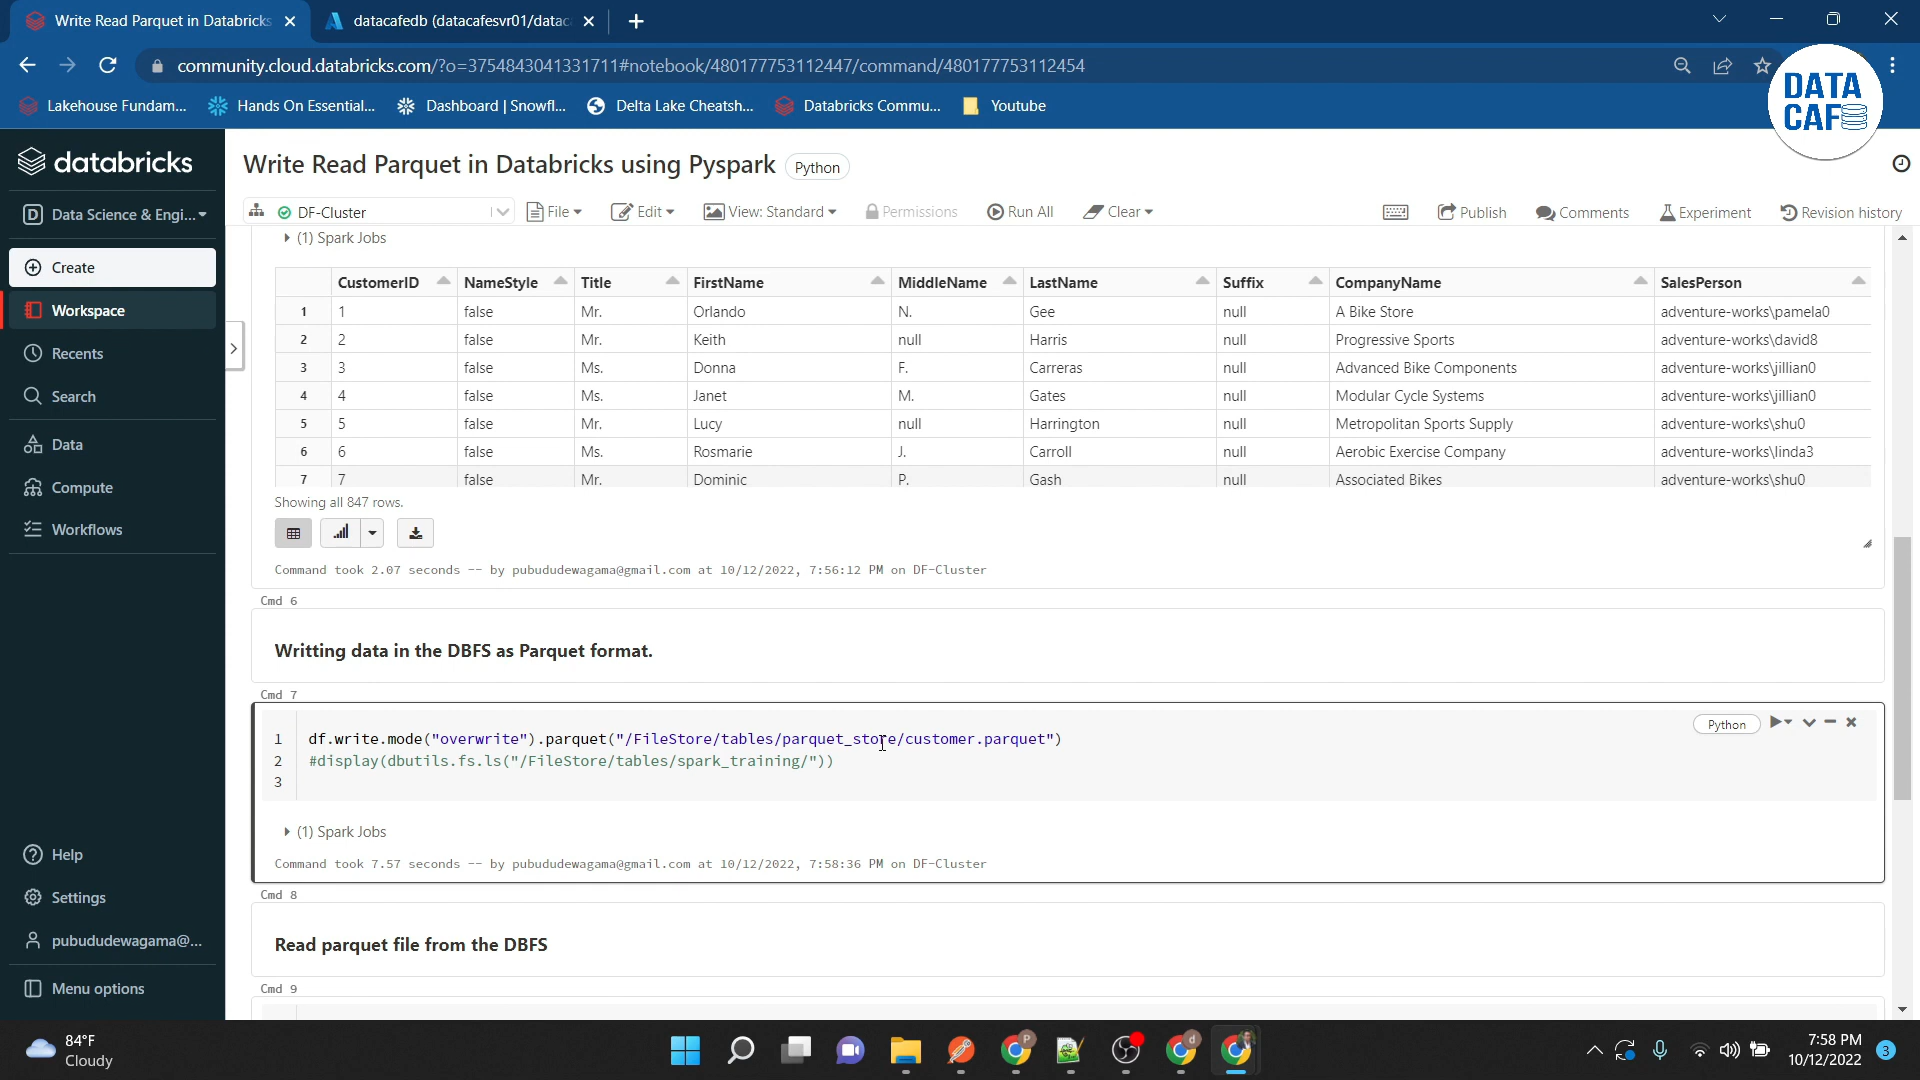 Write Read Parquet in Databricks
datacafedb (datacafesvr01/datac
community.cloud.databricks.com/?o=3754843041331711#notebook/480177753112447/command/480177753112454
Lakehouse Fundam...
Hands On Essential...
Dashboard | Snowfl...
Delta Lake Cheatsh...
Databricks Commu...
Youtube
DATA
CAFE
databricks
Write Read Parquet in Databricks using Pyspark Python
D Data Science & Engi...
DF-Cluster File Edit View: Standard Permissions Run All Clear Publish Comments Experiment Revision history
Create
Workspace
Recents
Search
Data
Compute
Workflows
Help
Settings
pubududewagama@...
Menu options
(1) Spark Jobs
CustomerID NameStyle Title FirstName MiddleName LastName Suffix CompanyName SalesPerson
1 1 false Mr. Orlando N. Gee null A Bike Store adventure-works\pamela0
2 2 false Mr. Keith null Harris null Progressive Sports adventure-works\david8
3 3 false Ms. Donna F. Carreras null Advanced Bike Components adventure-works\jillian0
4 4 false Ms. Janet M. Gates null Modular Cycle Systems adventure-works\jillian0
5 5 false Mr. Lucy null Harrington null Metropolitan Sports Supply adventure-works\shu0
6 6 false Ms. Rosmarie J. Carroll null Aerobic Exercise Company adventure-works\linda3
7 7 false Mr. Dominic P. Gash null Associated Bikes adventure-works\shu0
Showing all 847 rows.
Command took 2.07 seconds -- by pubududewagama@gmail.com at 10/12/2022, 7:56:12 PM on DF-Cluster
Cmd 6
Writting data in the DBFS as Parquet format.
Cmd 7
Python
1 df.write.mode("overwrite").parquet("/FileStore/tables/parquet_store/customer.parquet")
2 #display(dbutils.fs.ls("/FileStore/tables/spark_training/"))
3
(1) Spark Jobs
Command took 7.57 seconds -- by pubududewagama@gmail.com at 10/12/2022, 7:58:36 PM on DF-Cluster
Cmd 8
Read parquet file from the DBFS
Cmd 9
84°F
Cloudy
P
d
7:58 PM
10/12/2022
3